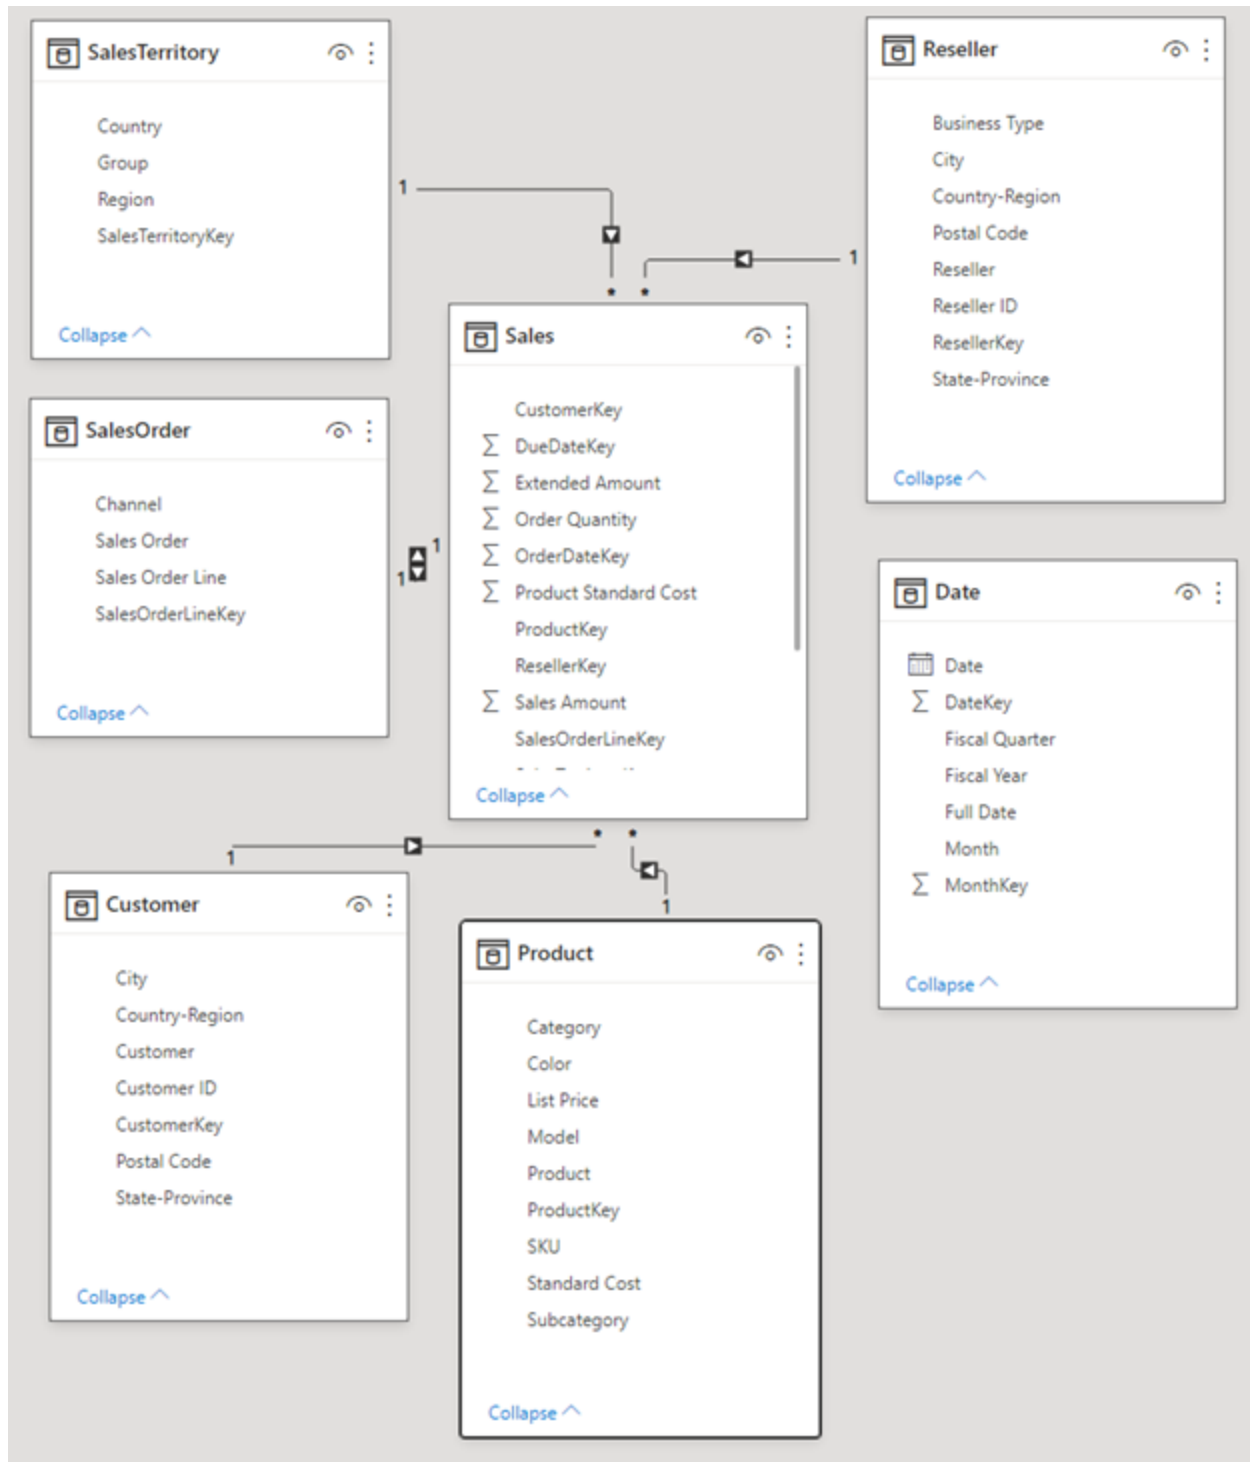 SalesTerritory
Country
Group
Region
SalesTerritoryKey
Collapse
1
*
Reseller
Business Type
City
Country-Region
Postal Code
Reseller
Reseller ID
ResellerKey
State-Province
Collapse
1
*
SalesOrder
Channel
Sales Order
Sales Order Line
SalesOrderLineKey
Collapse
1
1
Sales
CustomerKey
DueDateKey
Extended Amount
Order Quantity
OrderDateKey
Product Standard Cost
ProductKey
ResellerKey
Sales Amount
SalesOrderLineKey
Collapse
Date
Date
DateKey
Fiscal Quarter
Fiscal Year
Full Date
Month
MonthKey
Collapse
*
*
1
1
Customer
City
Country-Region
Customer
Customer ID
CustomerKey
Postal Code
State-Province
Collapse
Product
Category
Color
List Price
Model
Product
ProductKey
SKU
Standard Cost
Subcategory
Collapse